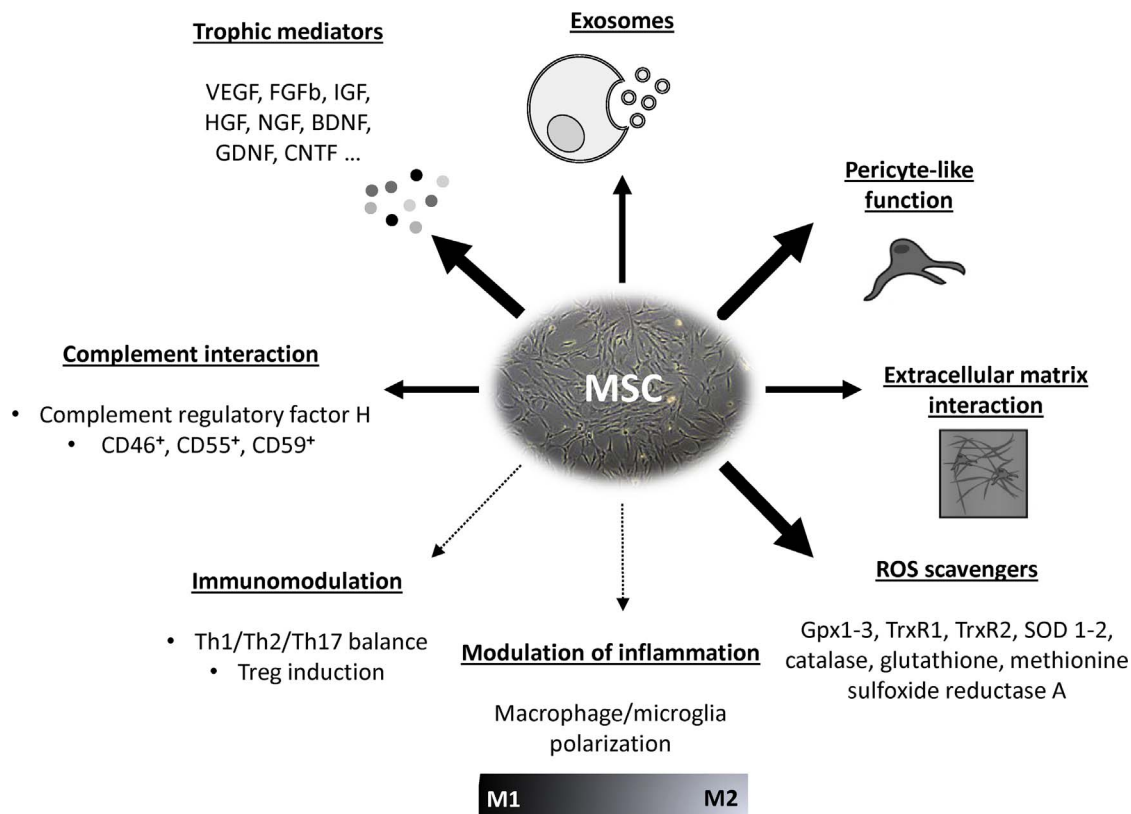 Exosomes
Trophic mediators
VEGF, FGFb, IGF,
HGF, NGF, BDNF,
GDNF, CNTF ...
Pericyte-like
function
Complement interaction
• Complement regulatory factor H
• CD46⁺, CD55⁺, CD59⁺
MSC
Extracellular matrix
interaction
Immunomodulation
• Th1/Th2/Th17 balance
• Treg induction
Modulation of inflammation
Macrophage/microglia
polarization
M1 M2
ROS scavengers
Gpx1-3, TrxR1, TrxR2, SOD 1-2,
catalase, glutathione, methionine
sulfoxide reductase A